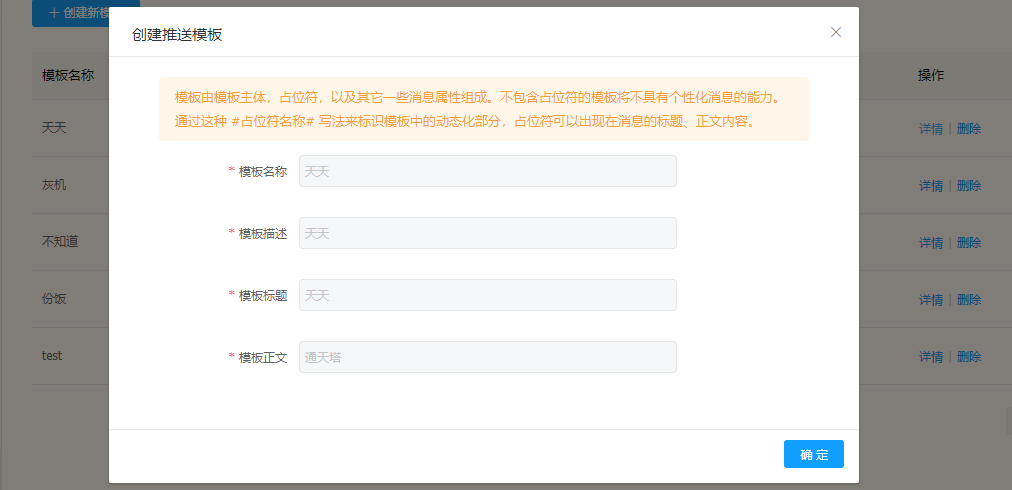 ＋ 创建新模
创建推送模板
模板名称
操作
模板由模板主体，占位符，以及其它一些消息属性组成。不包含占位符的模板将不具有个性化消息的能力。
通过这种 #占位符名称# 写法来标识模板中的动态化部分，占位符可以出现在消息的标题、正文内容。
天天
详情 | 删除
* 模板名称 天天
灰机
详情 | 删除
* 模板描述 天天
不知道
详情 | 删除
* 模板标题 天天
份饭
详情 | 删除
* 模板正文 通天塔
test
详情 | 删除
确 定